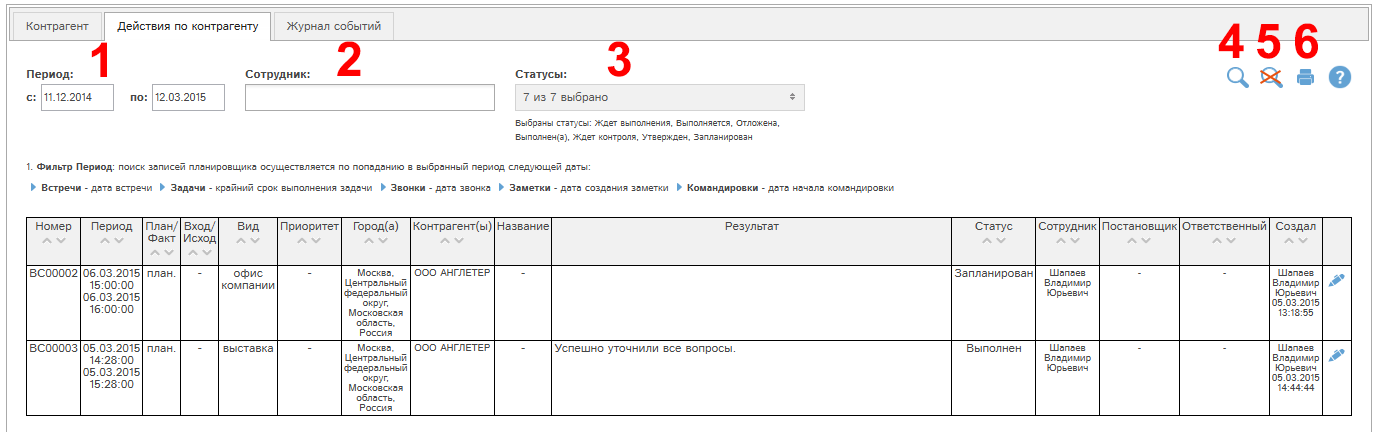 Контрагент Действия по контрагенту Журнал событий
1 2 3 4 5 6
Период: Сотрудник: Статусы:
с: 11.12.2014 по: 12.03.2015 7 из 7 выбрано ?
Выбраны статусы: Ждет выполнения, Выполняется, Отложена,
Выполнен(а), Ждет контроля, Утвержден, Запланирован
1. Фильтр Период: поиск записей планировщика осуществляется по попаданию в выбранный период следующей даты:
Встречи - дата встречи Задачи - крайний срок выполнения задачи Звонки - дата звонка Заметки - дата создания заметки Командировки - дата начала командировки
Номер Период План/ Вход/ Вид Приоритет Город(а) Контрагент(ы) Название Результат Статус Сотрудник Постановщик Ответственный Создал
Факт Исход
ВС00002 06.03.2015 план. - офис - Москва, ООО АНГЛЕТЕР - Запланирован Шапаев - - Шапаев
15:00:00 компании Центральный Владимир Владимир
06.03.2015 федеральный Юрьевич Юрьевич
16:00:00 округ, 05.03.2015
Московская 13:18:55
область,
Россия
ВС00003 05.03.2015 план. - выставка - Москва, ООО АНГЛЕТЕР - Успешно уточнили все вопросы. Выполнен Шапаев - - Шапаев
14:28:00 Центральный Владимир Владимир
05.03.2015 федеральный Юрьевич Юрьевич
15:28:00 округ, 05.03.2015
Московская 14:44:44
область,
Россия